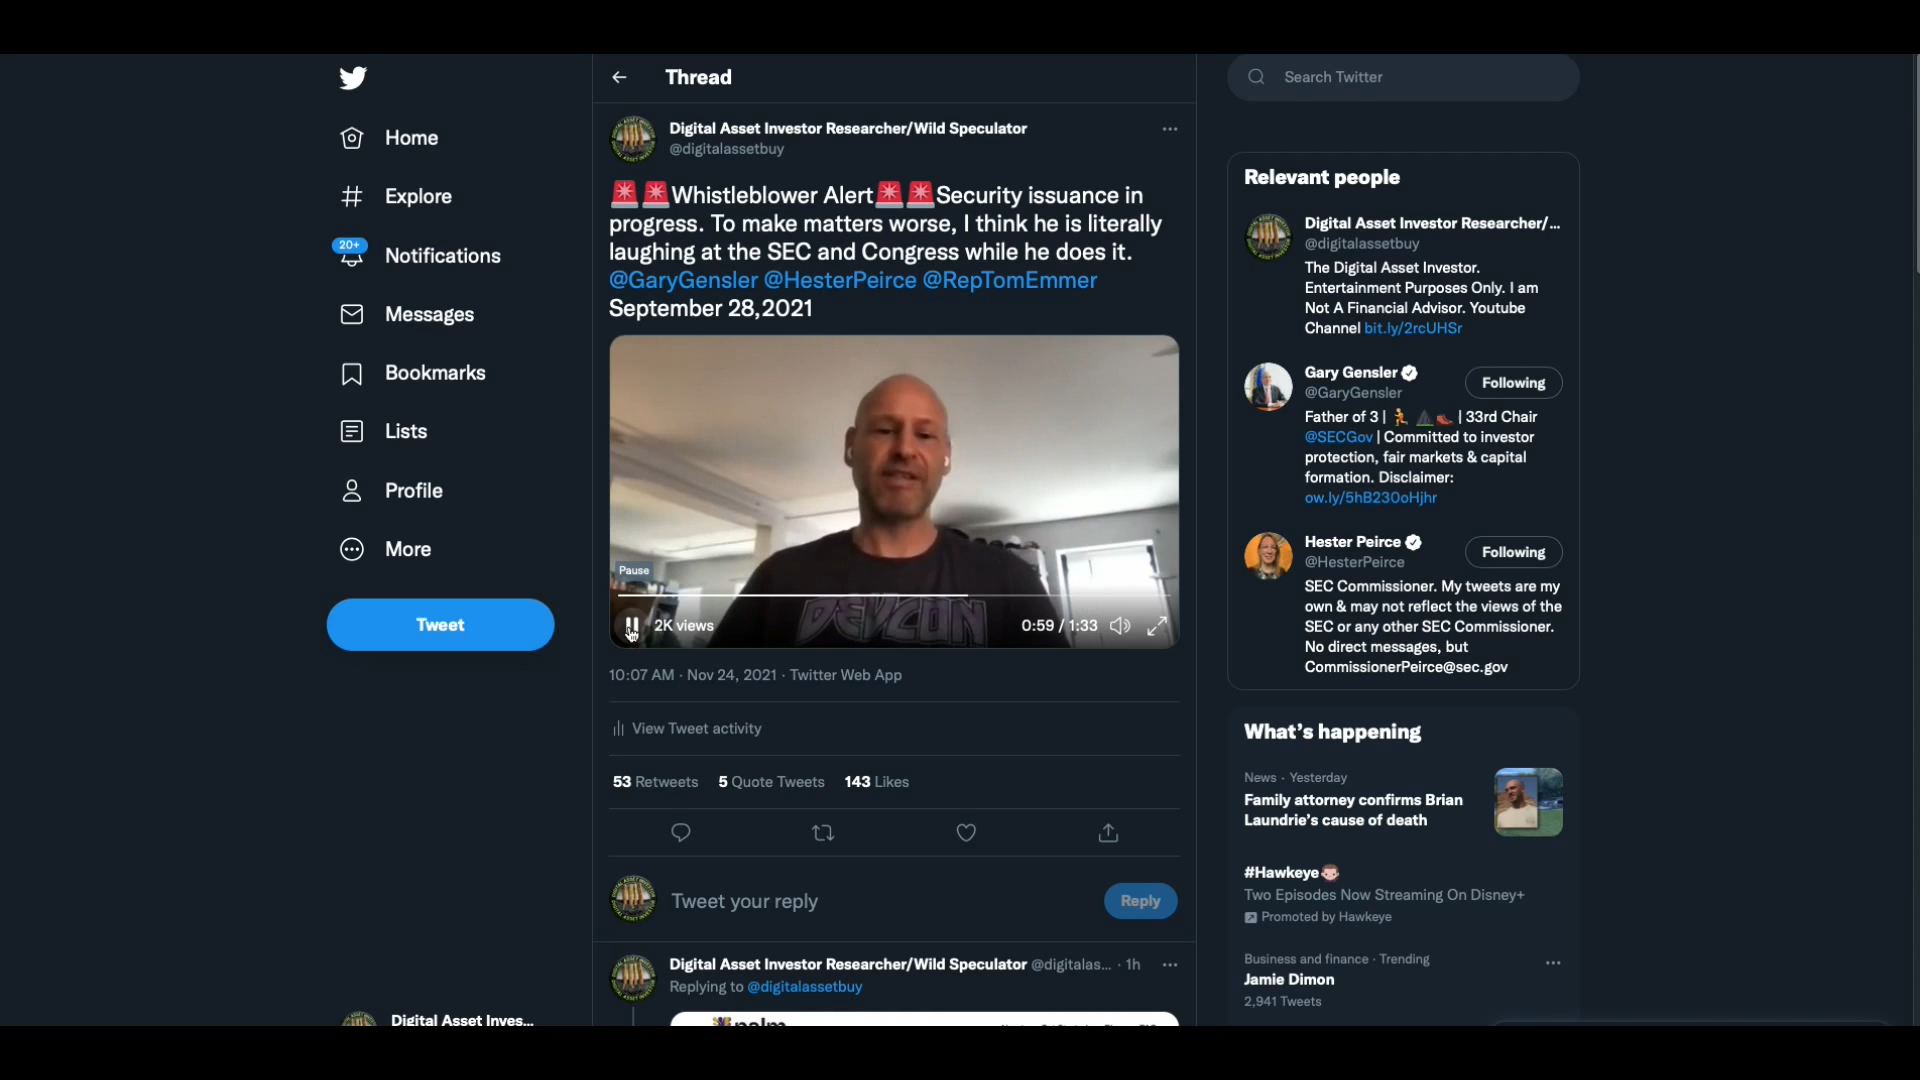 Home
Explore
20+
Notifications
Messages
Bookmarks
Lists
Profile
More
Tweet
Digital Asset Inves...
Thread
Digital Asset Investor Researcher/Wild Speculator
@digitalassetbuy
🚨🚨Whistleblower Alert🚨🚨Security issuance in
progress. To make matters worse, I think he is literally
laughing at the SEC and Congress while he does it.
@GaryGensler @HesterPeirce @RepTomEmmer
September 28,2021
Pause
DEVCON
2K views
0:59 / 1:33
10:07 AM · Nov 24, 2021 · Twitter Web App
View Tweet activity
53 Retweets 5 Quote Tweets 143 Likes
Tweet your reply
Reply
Digital Asset Investor Researcher/Wild Speculator @digitalas... · 1h
Replying to @digitalassetbuy
palm
Search Twitter
Relevant people
Digital Asset Investor Researcher/...
@digitalassetbuy
The Digital Asset Investor.
Entertainment Purposes Only. I am
Not A Financial Advisor. Youtube
Channel bit.ly/2rcUHSr
Gary Gensler
@GaryGensler
Following
Father of 3 | 🏃 ⛰️🥾 | 33rd Chair
@SECGov | Committed to investor
protection, fair markets & capital
formation. Disclaimer:
ow.ly/5hB230oHjhr
Hester Peirce
@HesterPeirce
Following
SEC Commissioner. My tweets are my
own & may not reflect the views of the
SEC or any other SEC Commissioner.
No direct messages, but
CommissionerPeirce@sec.gov
What's happening
News · Yesterday
Family attorney confirms Brian
Laundrie's cause of death
#Hawkeye
Two Episodes Now Streaming On Disney+
Promoted by Hawkeye
Business and finance · Trending
Jamie Dimon
2,941 Tweets